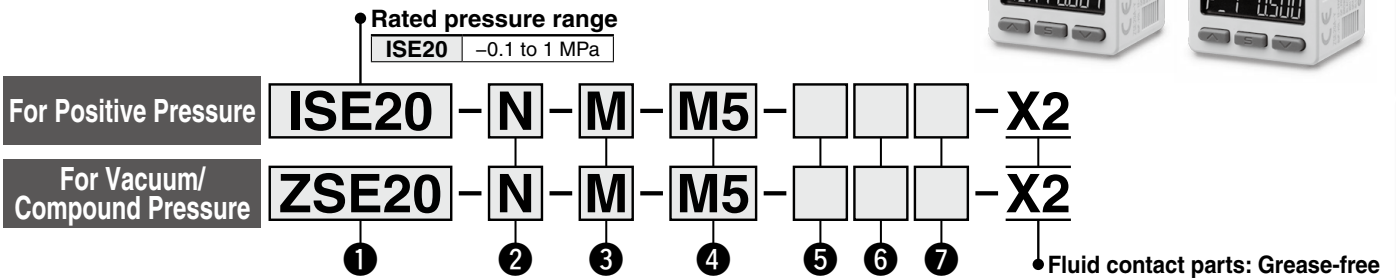 Rated pressure range
ISE20 –0.1 to 1 MPa
For Positive Pressure ISE20 - N - M - M5 - - X2
For Vacuum/
Compound Pressure ZSE20 - N - M - M5 - - X2
❶ ❷ ❸ ❹ ❺ ❻ ❼
Fluid contact parts: Grease-free
S
S